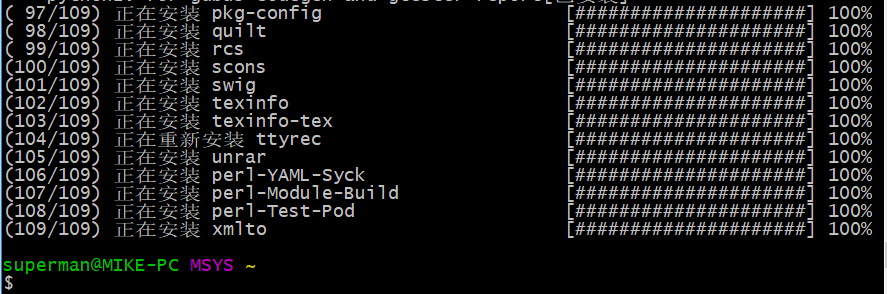 ( 97/109) 正在安装 pkg-config [#####################] 100%
( 98/109) 正在安装 quilt [#####################] 100%
( 99/109) 正在安装 rcs [#####################] 100%
(100/109) 正在安装 scons [#####################] 100%
(101/109) 正在安装 swig [#####################] 100%
(102/109) 正在安装 texinfo [#####################] 100%
(103/109) 正在安装 texinfo-tex [#####################] 100%
(104/109) 正在重新安装 ttyrec [#####################] 100%
(105/109) 正在安装 unrar [#####################] 100%
(106/109) 正在安装 perl-YAML-Syck [#####################] 100%
(107/109) 正在安装 perl-Module-Build [#####################] 100%
(108/109) 正在安装 perl-Test-Pod [#####################] 100%
(109/109) 正在安装 xmlto [#####################] 100%
superman@MIKE-PC MSYS ~
$